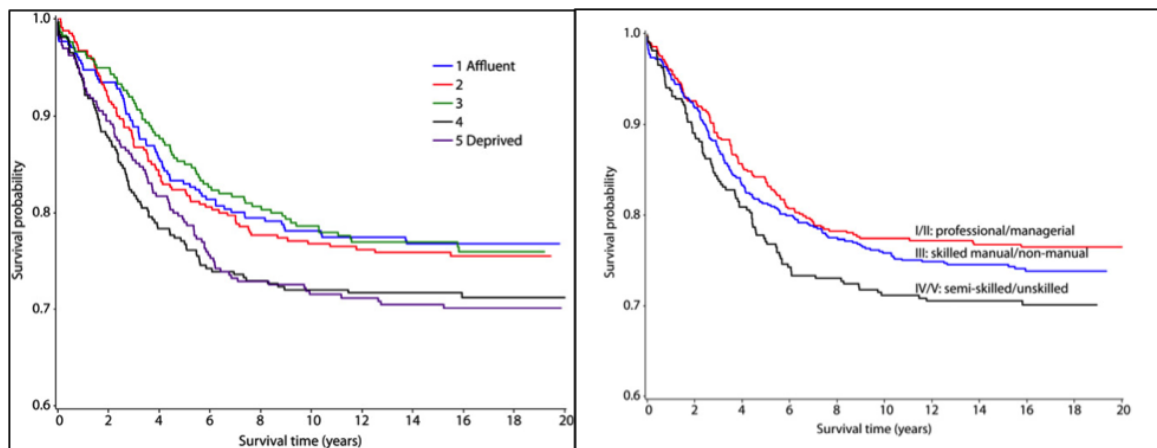 1.0
0.9
0.8
0.7
0.6
Survival probability
0 2 4 6 8 10 12 14 16 18 20
Survival time (years)
1 Affluent
2
3
4
5 Deprived
1.0
0.9
0.8
0.7
0.6
Survival probability
0 2 4 6 8 10 12 14 16 18 20
Survival time (years)
I/II: professional/managerial
III: skilled manual/non-manual
IV/V: semi-skilled/unskilled